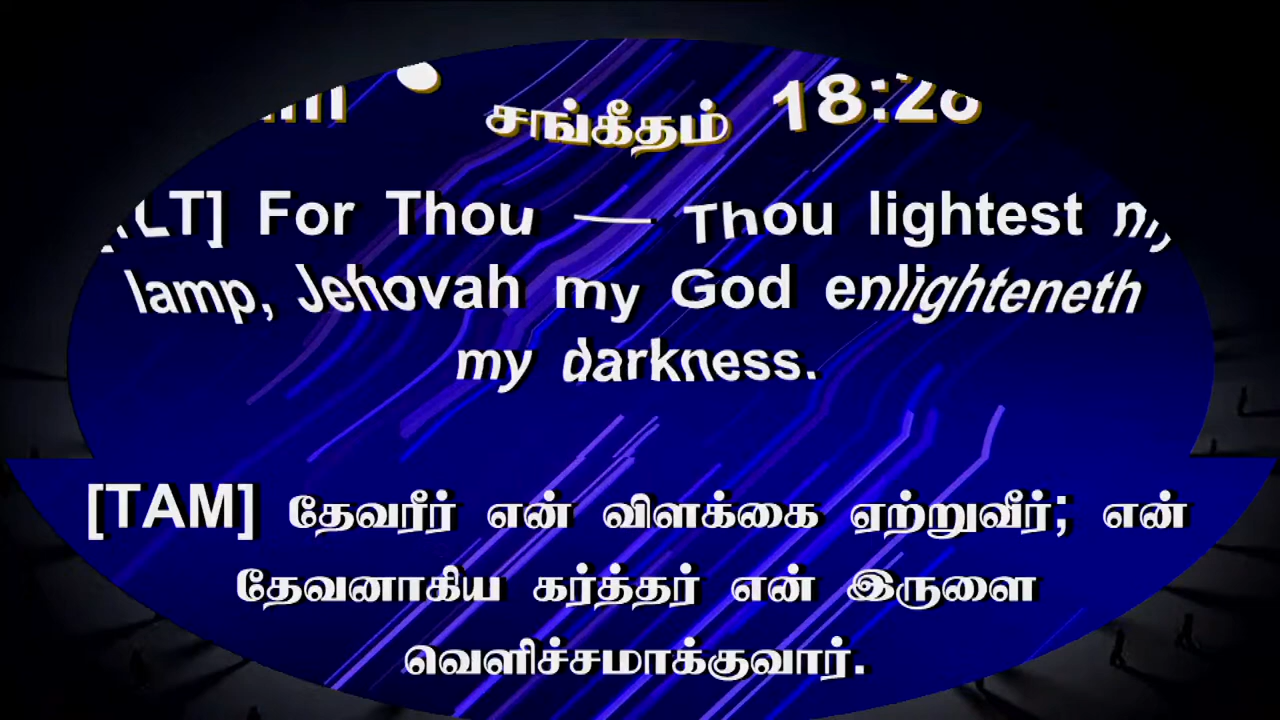 சங்கீதம் 18:28
For Thou — Thou lightest my
lamp, Jehovah my God enlighteneth
my darkness.
[TAM] தேவரீர் என் விளக்கை ஏற்றுவீர்; என்
தேவனாகிய கர்த்தர் என் இருளை
வெளிச்சமாக்குவார்.